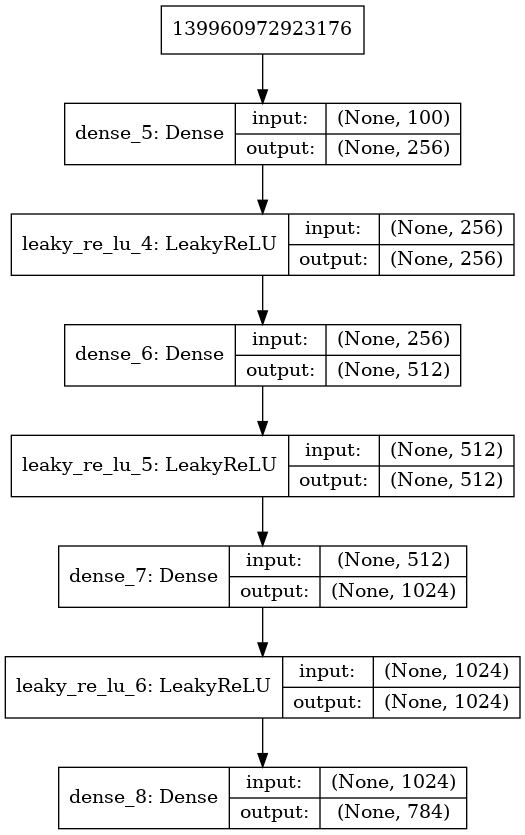 139960972923176
dense_5: Dense
input: (None, 100)
output: (None, 256)
leaky_re_lu_4: LeakyReLU
input: (None, 256)
output: (None, 256)
dense_6: Dense
input: (None, 256)
output: (None, 512)
leaky_re_lu_5: LeakyReLU
input: (None, 512)
output: (None, 512)
dense_7: Dense
input: (None, 512)
output: (None, 1024)
leaky_re_lu_6: LeakyReLU
input: (None, 1024)
output: (None, 1024)
dense_8: Dense
input: (None, 1024)
output: (None, 784)